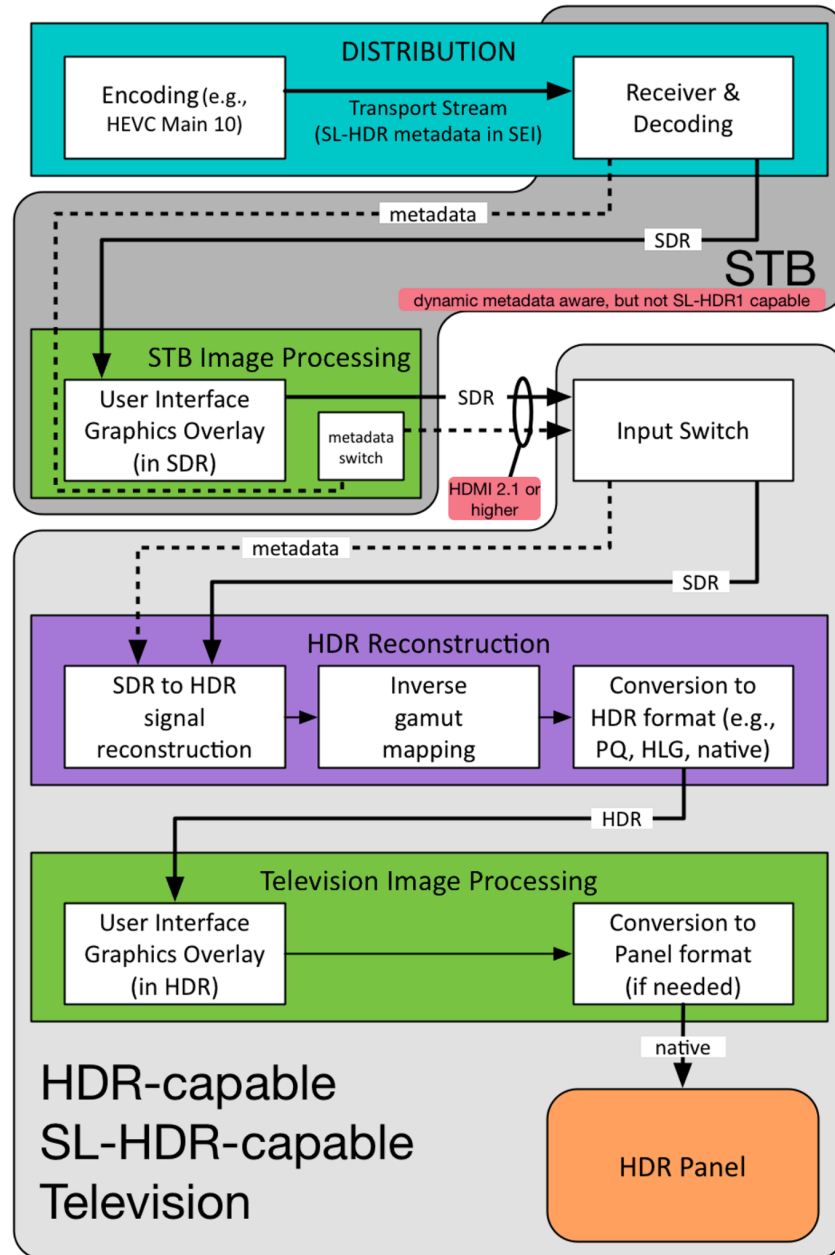 DISTRIBUTION
Encoding (e.g.,
HEVC Main 10)
Transport Stream
(SL-HDR metadata in SEI)
Receiver &
Decoding
metadata
SDR
STB
dynamic metadata aware, but not SL-HDR1 capable
STB Image Processing
User Interface
Graphics Overlay
(in SDR)
metadata
switch
SDR
HDMI 2.1 or
higher
Input Switch
metadata
SDR
HDR Reconstruction
SDR to HDR
signal
reconstruction
Inverse
gamut
mapping
Conversion to
HDR format (e.g.,
PQ, HLG, native)
HDR
Television Image Processing
User Interface
Graphics Overlay
(in HDR)
Conversion to
Panel format
(if needed)
native
HDR-capable
SL-HDR-capable
Television
HDR Panel